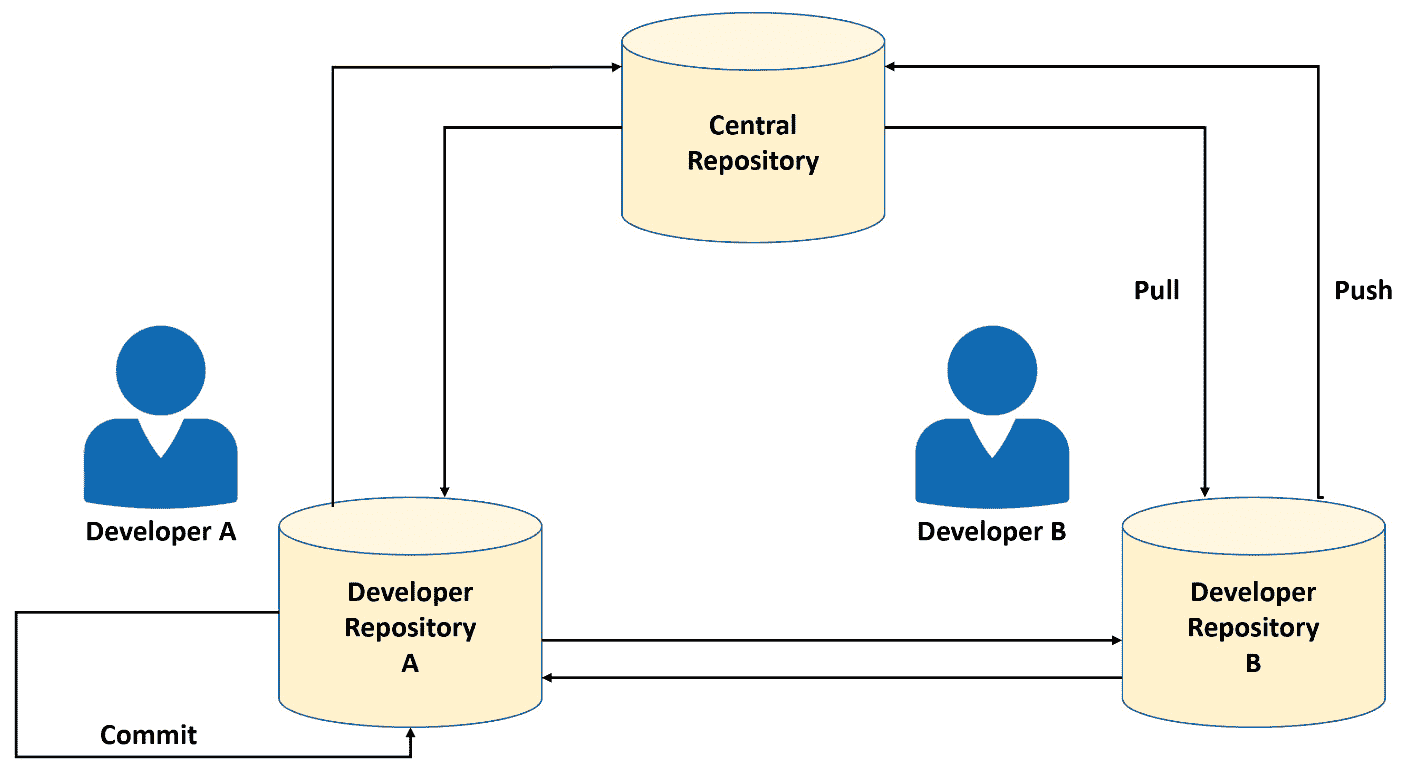 Central
Repository
Pull
Push
Developer A
Developer B
Developer
Repository
A
Developer
Repository
B
Commit